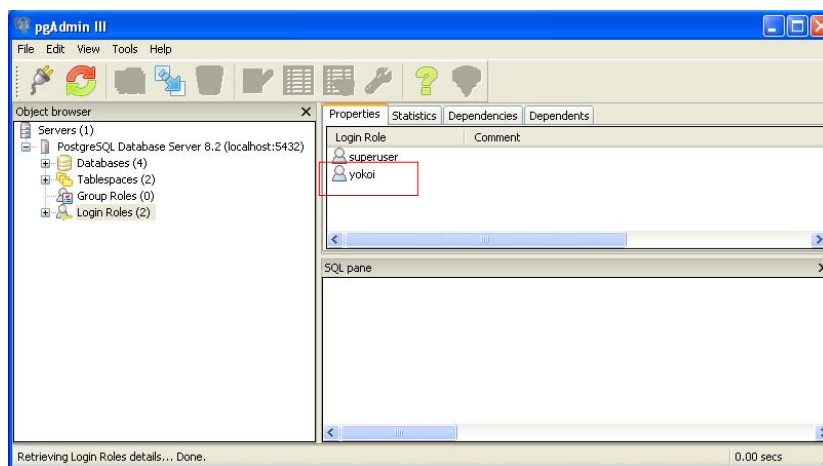 pgAdmin III
File Edit View Tools Help
Object browser
Servers (1)
PostgreSQL Database Server 8.2 (localhost:5432)
Databases (4)
Tablespaces (2)
Group Roles (0)
Login Roles (2)
Properties Statistics Dependencies Dependents
Login Role Comment
superuser
yokoi
SQL pane
Retrieving Login Roles details... Done. 0.00 secs